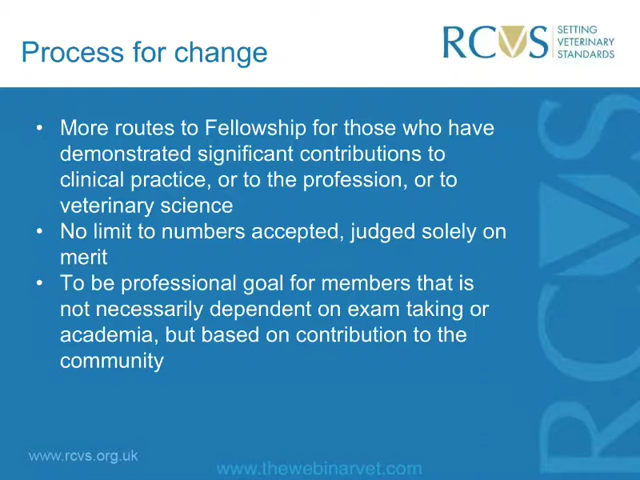 Process for change
RCVS
SETTING
VETERINARY
STANDARDS
• More routes to Fellowship for those who have
demonstrated significant contributions to
clinical practice, or to the profession, or to
veterinary science
• No limit to numbers accepted, judged solely on
merit
• To be professional goal for members that is
not necessarily dependent on exam taking or
academia, but based on contribution to the
community
RCVS
www.rcvs.org.uk
www.thewebinarvet.com